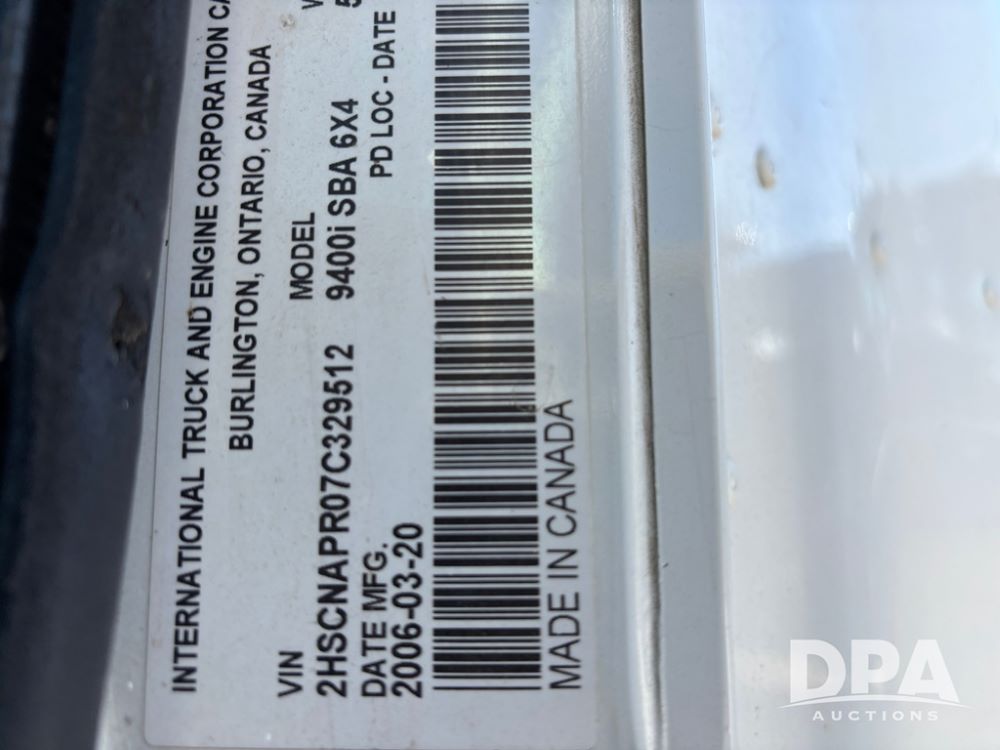 INTERNATIONAL TRUCK AND ENGINE CORPORATION
BURLINGTON, ONTARIO, CANADA
VIN MODEL
2HSCNAPR07C329512 9400i SBA 6X4
DATE MFG. PD LOC - DATE
2006-03-20
MADE IN CANADA
DPA
AUCTIONS